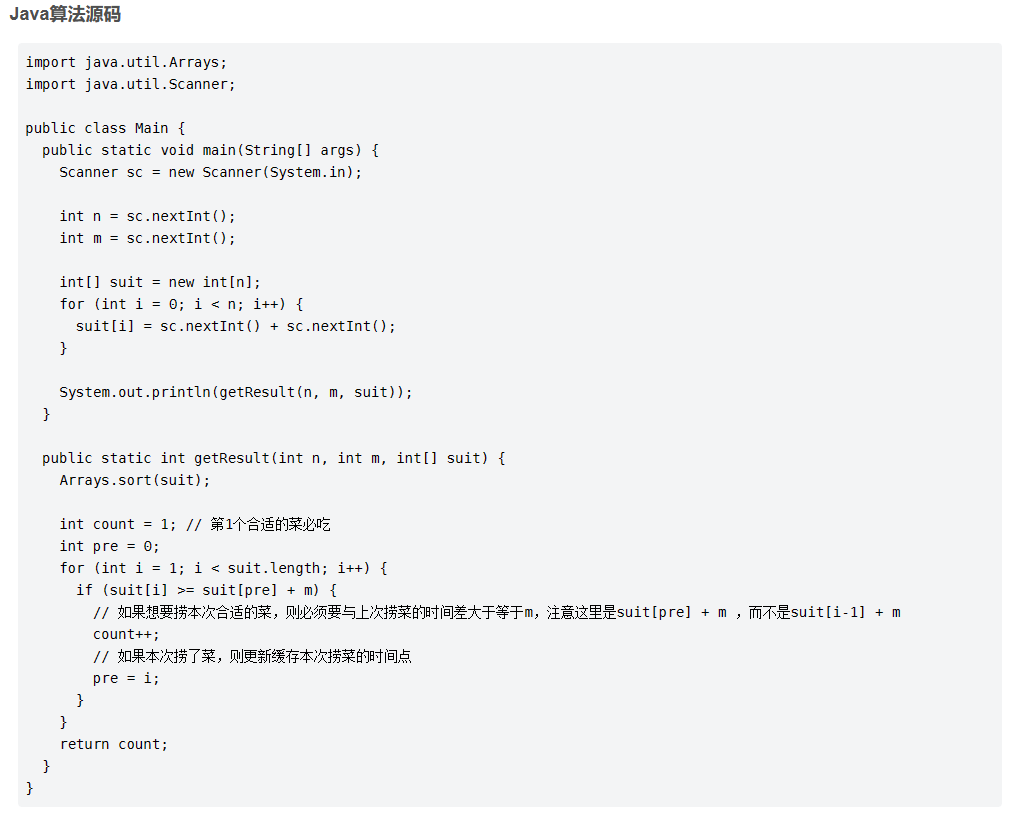 Java算法源码
import java.util.Arrays;
import java.util.Scanner;
public class Main {
public static void main(String[] args) {
Scanner sc = new Scanner(System.in);
int n = sc.nextInt();
int m = sc.nextInt();
int[] suit = new int[n];
for (int i = 0; i < n; i++) {
suit[i] = sc.nextInt() + sc.nextInt();
}
System.out.println(getResult(n, m, suit));
}
public static int getResult(int n, int m, int[] suit) {
Arrays.sort(suit);
int count = 1; // 第1个合适的菜必吃
int pre = 0;
for (int i = 1; i < suit.length; i++) {
if (suit[i] >= suit[pre] + m) {
// 如果想要捞本次合适的菜，则必须要与上次捞菜的时间差大于等于m，注意这里是suit[pre] + m ，而不是suit[i-1] + m
count++;
// 如果本次捞了菜，则更新缓存本次捞菜的时间点
pre = i;
}
}
return count;
}
}